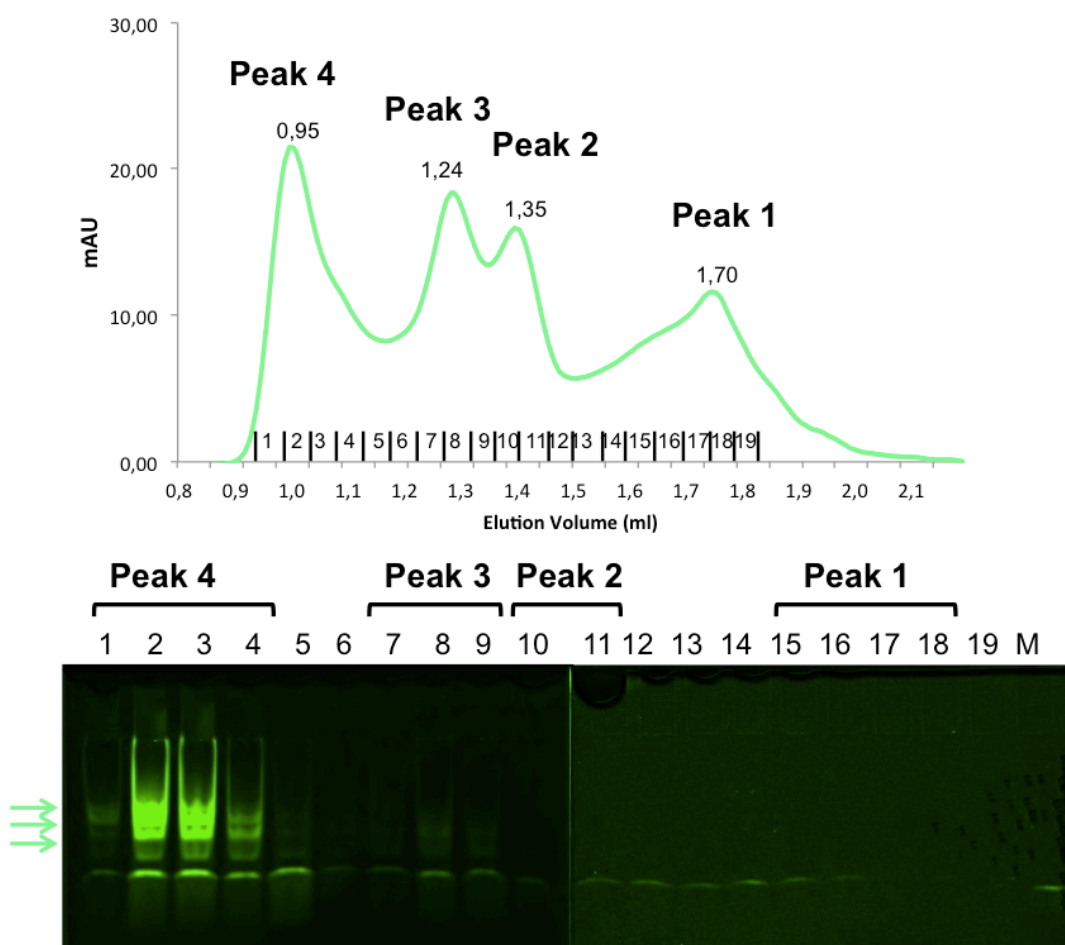 30,00
Peak 4
0,95
Peak 3
1,24
Peak 2
1,35
20,00
Peak 1
1,70
mAU
10,00
1 2 3 4 5 6 7 8 9 10 11 12 13 14 15 16 17 18 19
0,00
0,8 0,9 1,0 1,1 1,2 1,3 1,4 1,5 1,6 1,7 1,8 1,9 2,0 2,1
Elution Volume (ml)
Peak 4 Peak 3 Peak 2 Peak 1
1 2 3 4 5 6 7 8 9 10 11 12 13 14 15 16 17 18 19 M